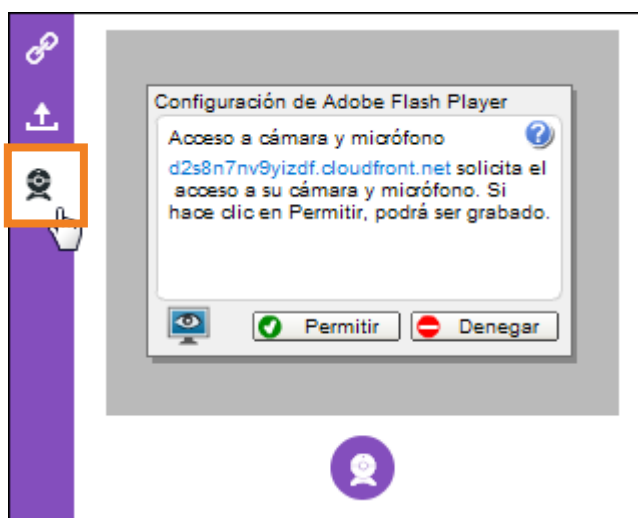 Configuración de Adobe Flash Player
Acceso a cámara y micrófono
d2s8n7nv9yizdf.cloudfront.net solicita el
acceso a su cámara y micrófono. Si
hace clic en Permitir, podrá ser grabado.
Permitir
Denegar